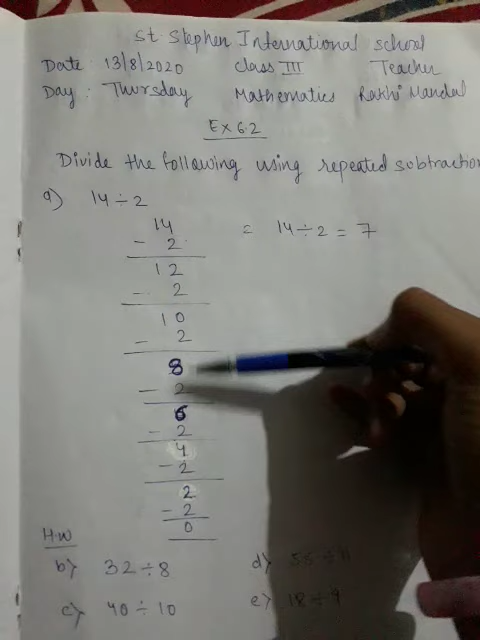 St. Stephen International school
Date: 13/8/2020 Class III Teacher
Day: Thursday Mathematics Rakhi Mandal
Ex 6.2
Divide the following using repeated subtraction
a) 14 ÷ 2
14 = 14 ÷ 2 = 7
- 2
12
- 2
10
- 2
8
- 2
6
- 2
4
- 2
2
- 2
0
HW
b) 32 ÷ 8 d)
c) 40 ÷ 10 e) 18 ÷ 9